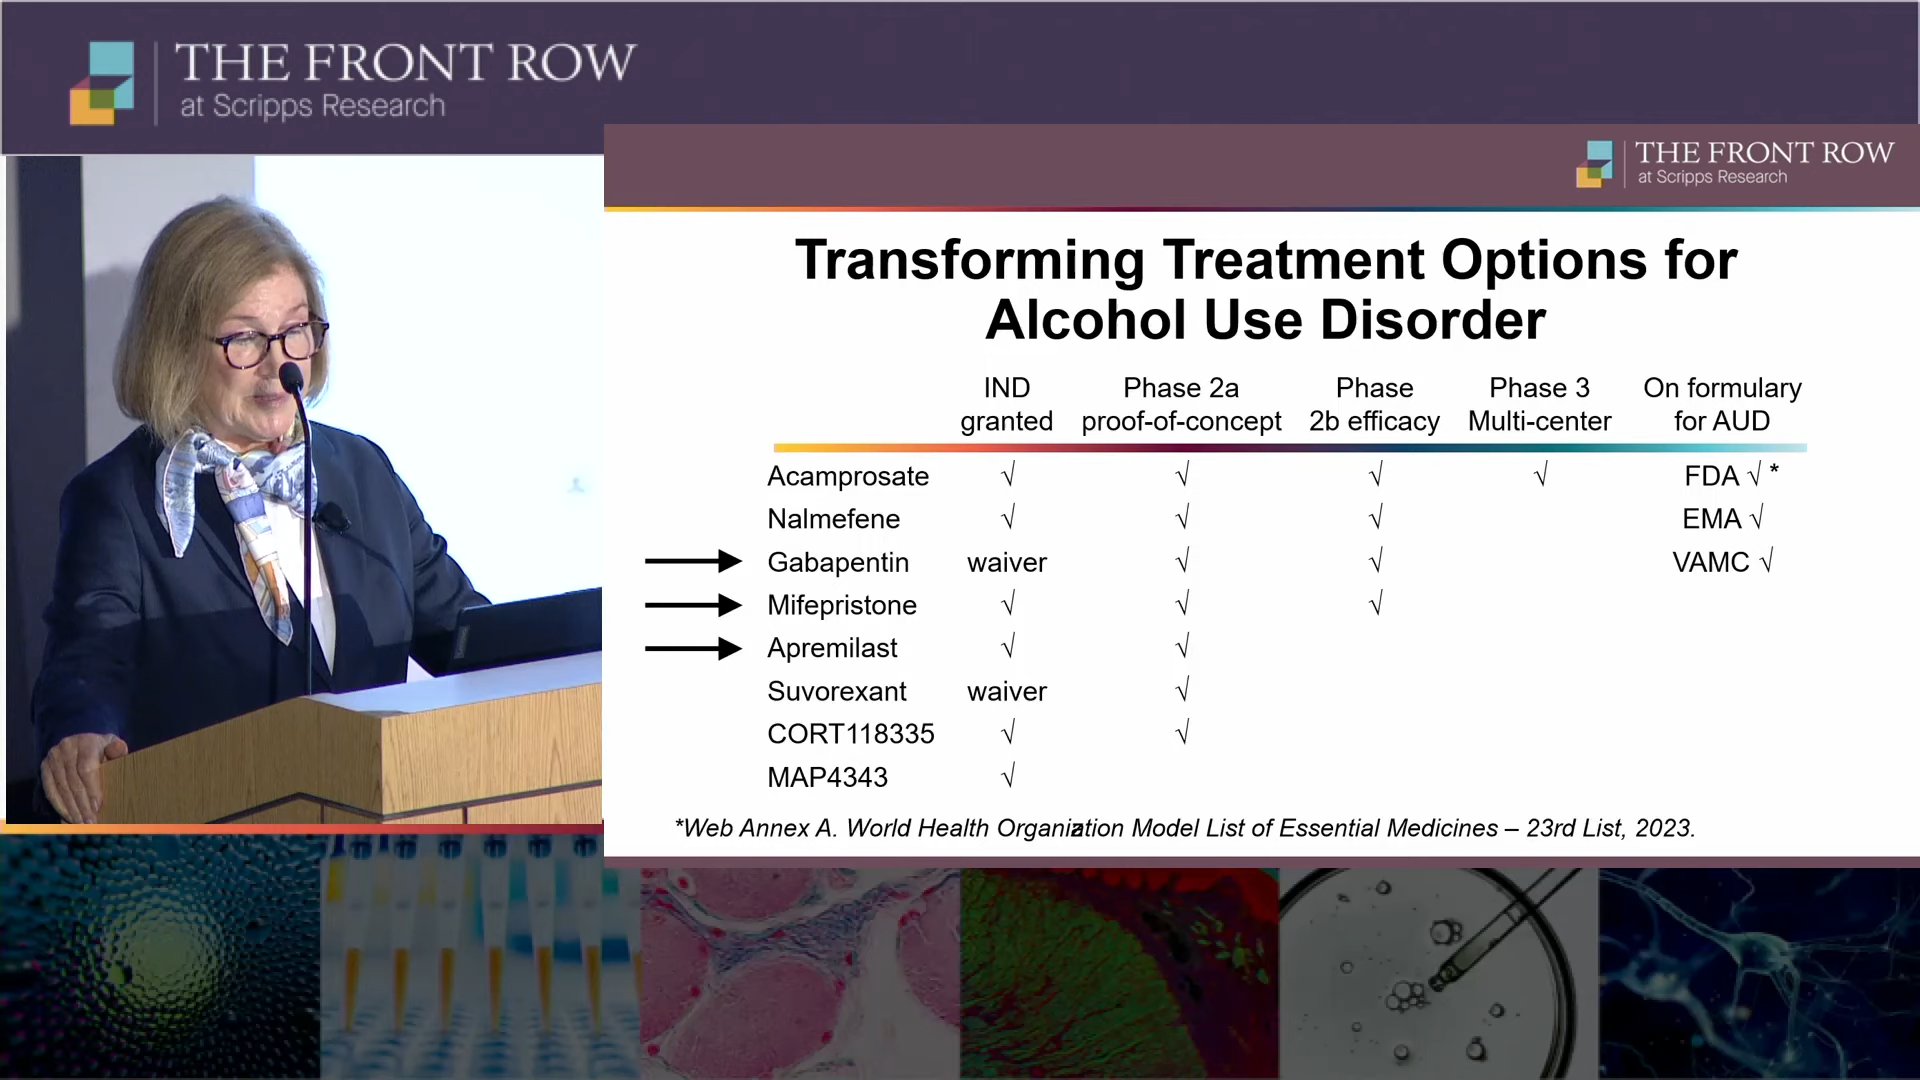 THE FRONT ROW
at Scripps Research
THE FRONT ROW
at Scripps Research
Transforming Treatment Options for
Alcohol Use Disorder
IND granted Phase 2a proof-of-concept Phase 2b efficacy Phase 3 Multi-center On formulary for AUD
Acamprosate √ √ √ √ FDA √ *
Nalmefene √ √ √ EMA √
Gabapentin waiver √ √ VAMC √
Mifepristone √ √ √
Apremilast √ √
Suvorexant waiver √
CORT118335 √ √
MAP4343 √
*Web Annex A. World Health Organization Model List of Essential Medicines – 23rd List, 2023.